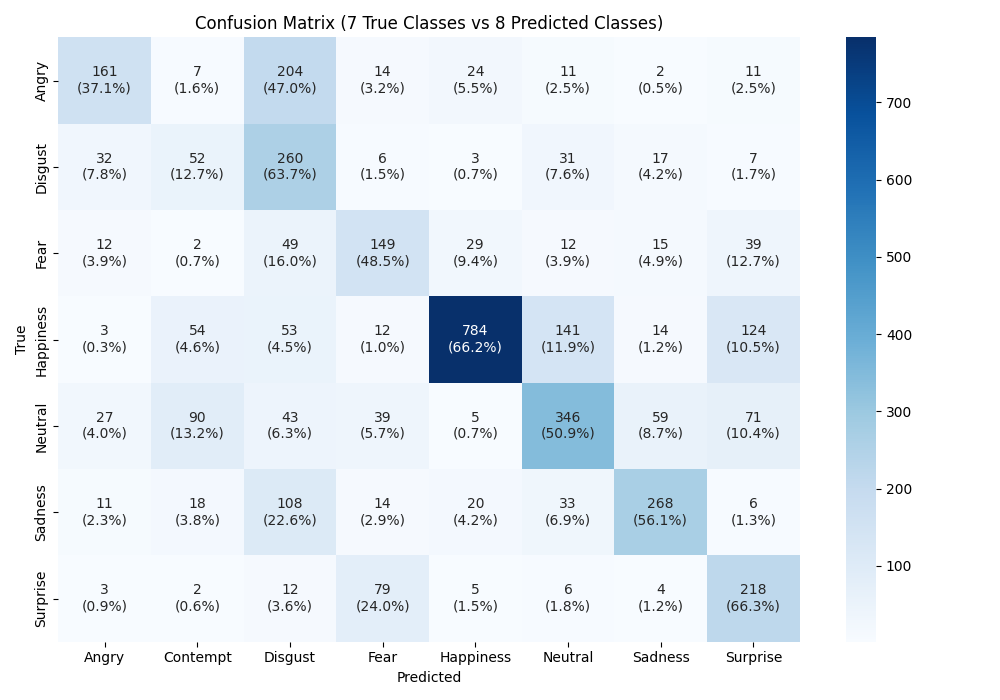 Confusion Matrix (7 True Classes vs 8 Predicted Classes)
Angry
161 7 204 14 24 11 2 11
(37.1%) (1.6%) (47.0%) (3.2%) (5.5%) (2.5%) (0.5%) (2.5%)
Disgust
32 52 260 6 3 31 17 7
(7.8%) (12.7%) (63.7%) (1.5%) (0.7%) (7.6%) (4.2%) (1.7%)
Fear
12 2 49 149 29 12 15 39
(3.9%) (0.7%) (16.0%) (48.5%) (9.4%) (3.9%) (4.9%) (12.7%)
True
Happiness
3 54 53 12 784 141 14 124
(0.3%) (4.6%) (4.5%) (1.0%) (66.2%) (11.9%) (1.2%) (10.5%)
Neutral
27 90 43 39 5 346 59 71
(4.0%) (13.2%) (6.3%) (5.7%) (0.7%) (50.9%) (8.7%) (10.4%)
Sadness
11 18 108 14 20 33 268 6
(2.3%) (3.8%) (22.6%) (2.9%) (4.2%) (6.9%) (56.1%) (1.3%)
Surprise
3 2 12 79 5 6 4 218
(0.9%) (0.6%) (3.6%) (24.0%) (1.5%) (1.8%) (1.2%) (66.3%)
Angry Contempt Disgust Fear Happiness Neutral Sadness Surprise
Predicted
700
600
500
400
300
200
100